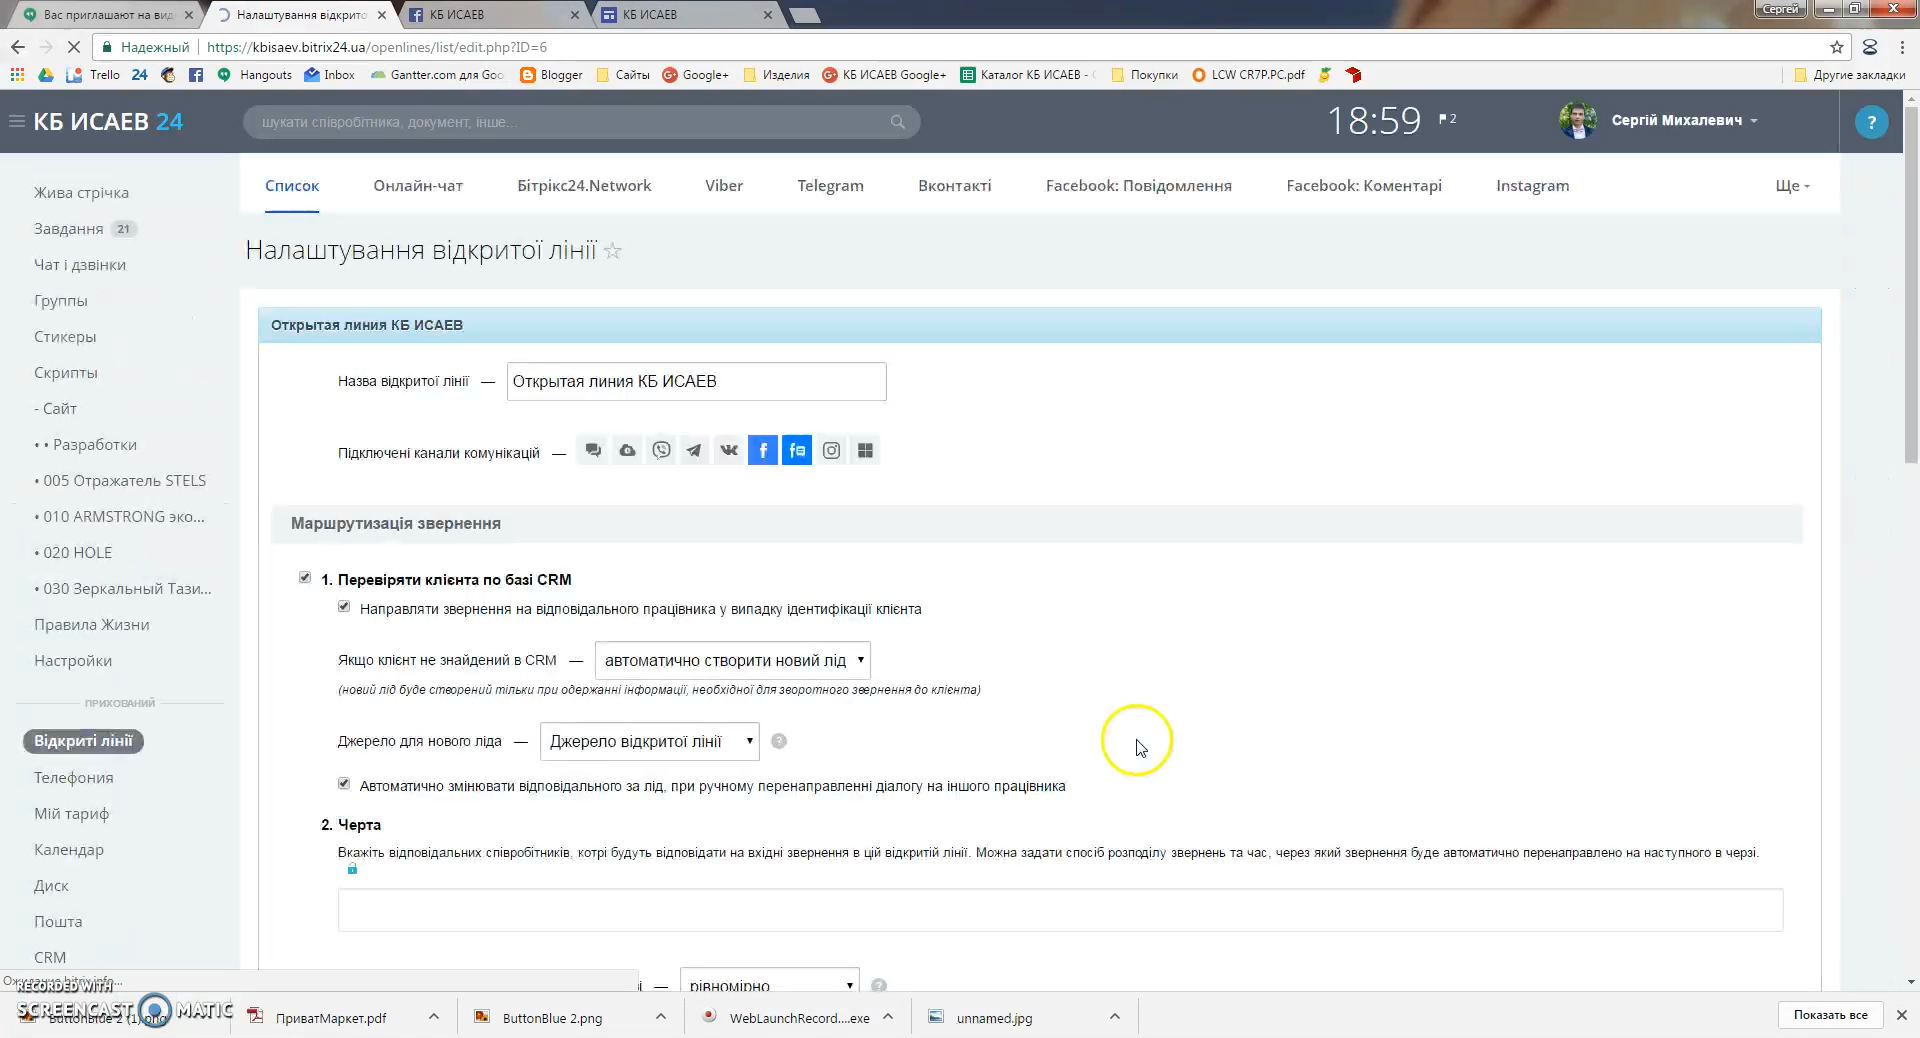 Вас приглашают на вид
Налаштування відкрито
КБ ИСАЕВ
КБ ИСАЕВ
Сергей
Надежный
https://kbisaev.bitrix24.ua/openlines/list/edit.php?ID=6
Trello
24
Hangouts
Inbox
Gantter.com для Goo
Blogger
Сайты
Google+
Изделия
КБ ИСАЕВ Google+
Каталог КБ ИСАЕВ -
Покупки
LCW CR7P.PC.pdf
Другие закладки
КБ ИСАЕВ 24
шукати співробітника, документ, інше...
18:59
2
Сергій Михалевич
?
Жива стрічка
Завдання 21
Чат і дзвінки
Группы
Стикеры
Скрипты
- Сайт
• • Разработки
• 005 Отражатель STELS
• 010 ARMSTRONG эко...
• 020 HOLE
• 030 Зеркальный Тази...
Правила Жизни
Настройки
ПРИХОВАНИЙ
Відкриті лінії
Телефония
Мій тариф
Календар
Диск
Пошта
CRM
Список
Онлайн-чат
Бітрікс24.Network
Viber
Telegram
Вконтакті
Facebook: Повідомлення
Facebook: Коментарі
Instagram
Ще
Налаштування відкритої лінії
Открытая линия КБ ИСАЕВ
Назва відкритої лінії — Открытая линия КБ ИСАЕВ
Підключені канали комунікацій —
Маршрутизація звернення
1. Перевіряти клієнта по базі CRM
Направляти звернення на відповідального працівника у випадку ідентифікації клієнта
Якщо клієнт не знайдений в CRM — автоматично створити новий лід
(новий лід буде створений тільки при одержанні інформації, необхідної для зворотного звернення до клієнта)
Джерело для нового ліда — Джерело відкритої лінії ?
Автоматично змінювати відповідального за лід, при ручному перенаправленні діалогу на іншого працівника
2. Черта
Вкажіть відповідальних співробітників, котрі будуть відповідати на вхідні звернення в цій відкритій лінії. Можна задати спосіб розподілу звернень та час, через який звернення буде автоматично перенаправлено на наступного в черзі.
і — рівномірно ?
Ожидание bitrix.info...
RECORDED WITH
SCREENCAST MATIC
ButtonBlue 2 (1).png
ПриватМаркет.pdf
ButtonBlue 2.png
WebLaunchRecord....exe
unnamed.jpg
Показать все